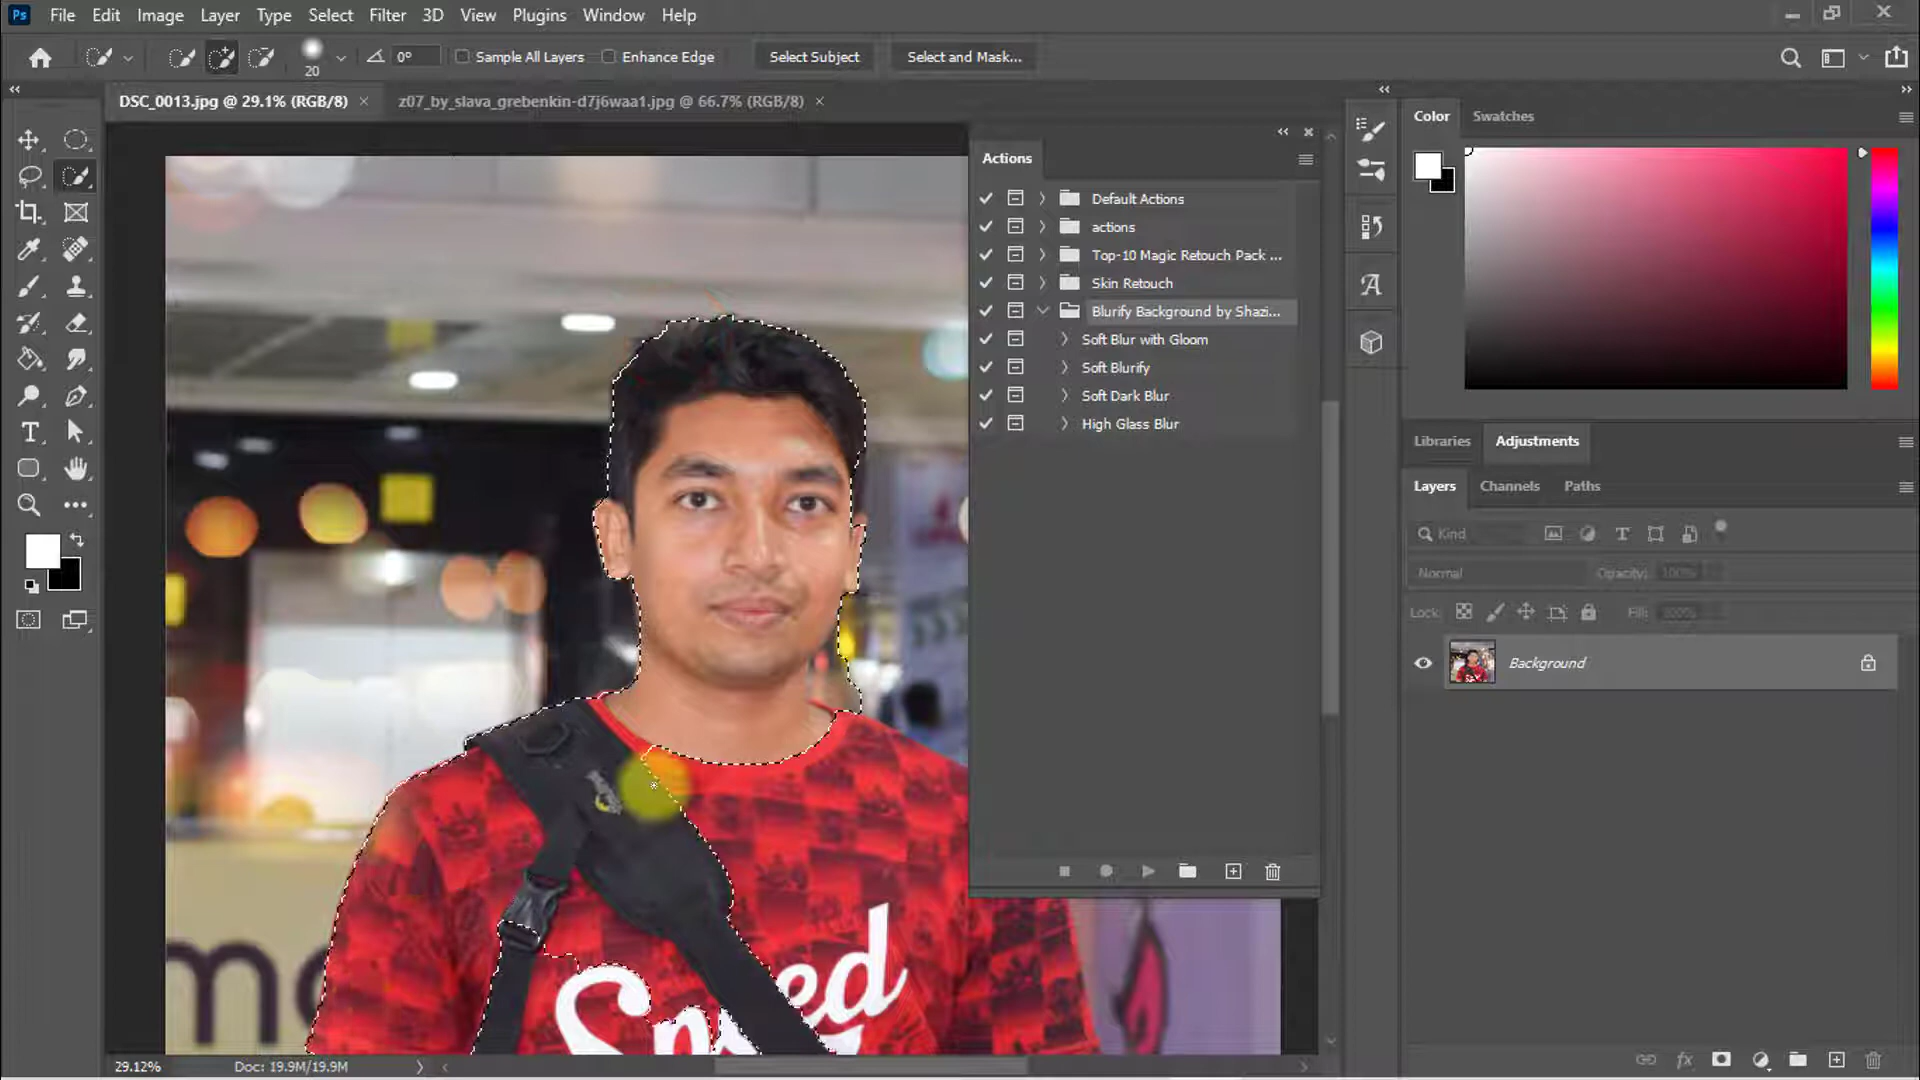 Ps File Edit Image Layer Type Select Filter 3D View Plugins Window Help
20 0° Sample All Layers Enhance Edge Select Subject Select and Mask...
DSC_0013.jpg @ 29.1% (RGB/8) × z07_by_slava_grebenkin-d7j6waa1.jpg @ 66.7% (RGB/8) ×
Color Swatches
Actions
Default Actions
actions
Top-10 Magic Retouch Pack ...
Skin Retouch
Blurify Background by Shazi...
Soft Blur with Gloom
Soft Blurify
Soft Dark Blur
High Glass Blur
Libraries Adjustments
Layers Channels Paths
Kind
Normal Opacity: 100%
Lock: Fill: 100%
Background
Speed
29.12% Doc: 19.9M/19.9M